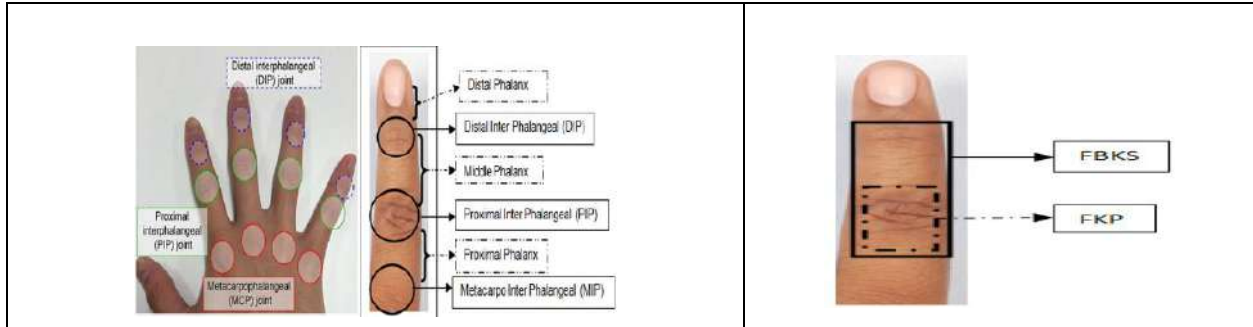 Distal interphalangeal
(DIP) joint
Proximal
interphalangeal
(PIP) joint
Metacarpophalangeal
(MCP) joint
Distal Phalanx
Distal Inter Phalangeal (DIP)
Middle Phalanx
Proximal Inter Phalangeal (PIP)
Proximal Phalanx
Metacarpo Inter Phalangeal (MIP)
FBKS
FKP